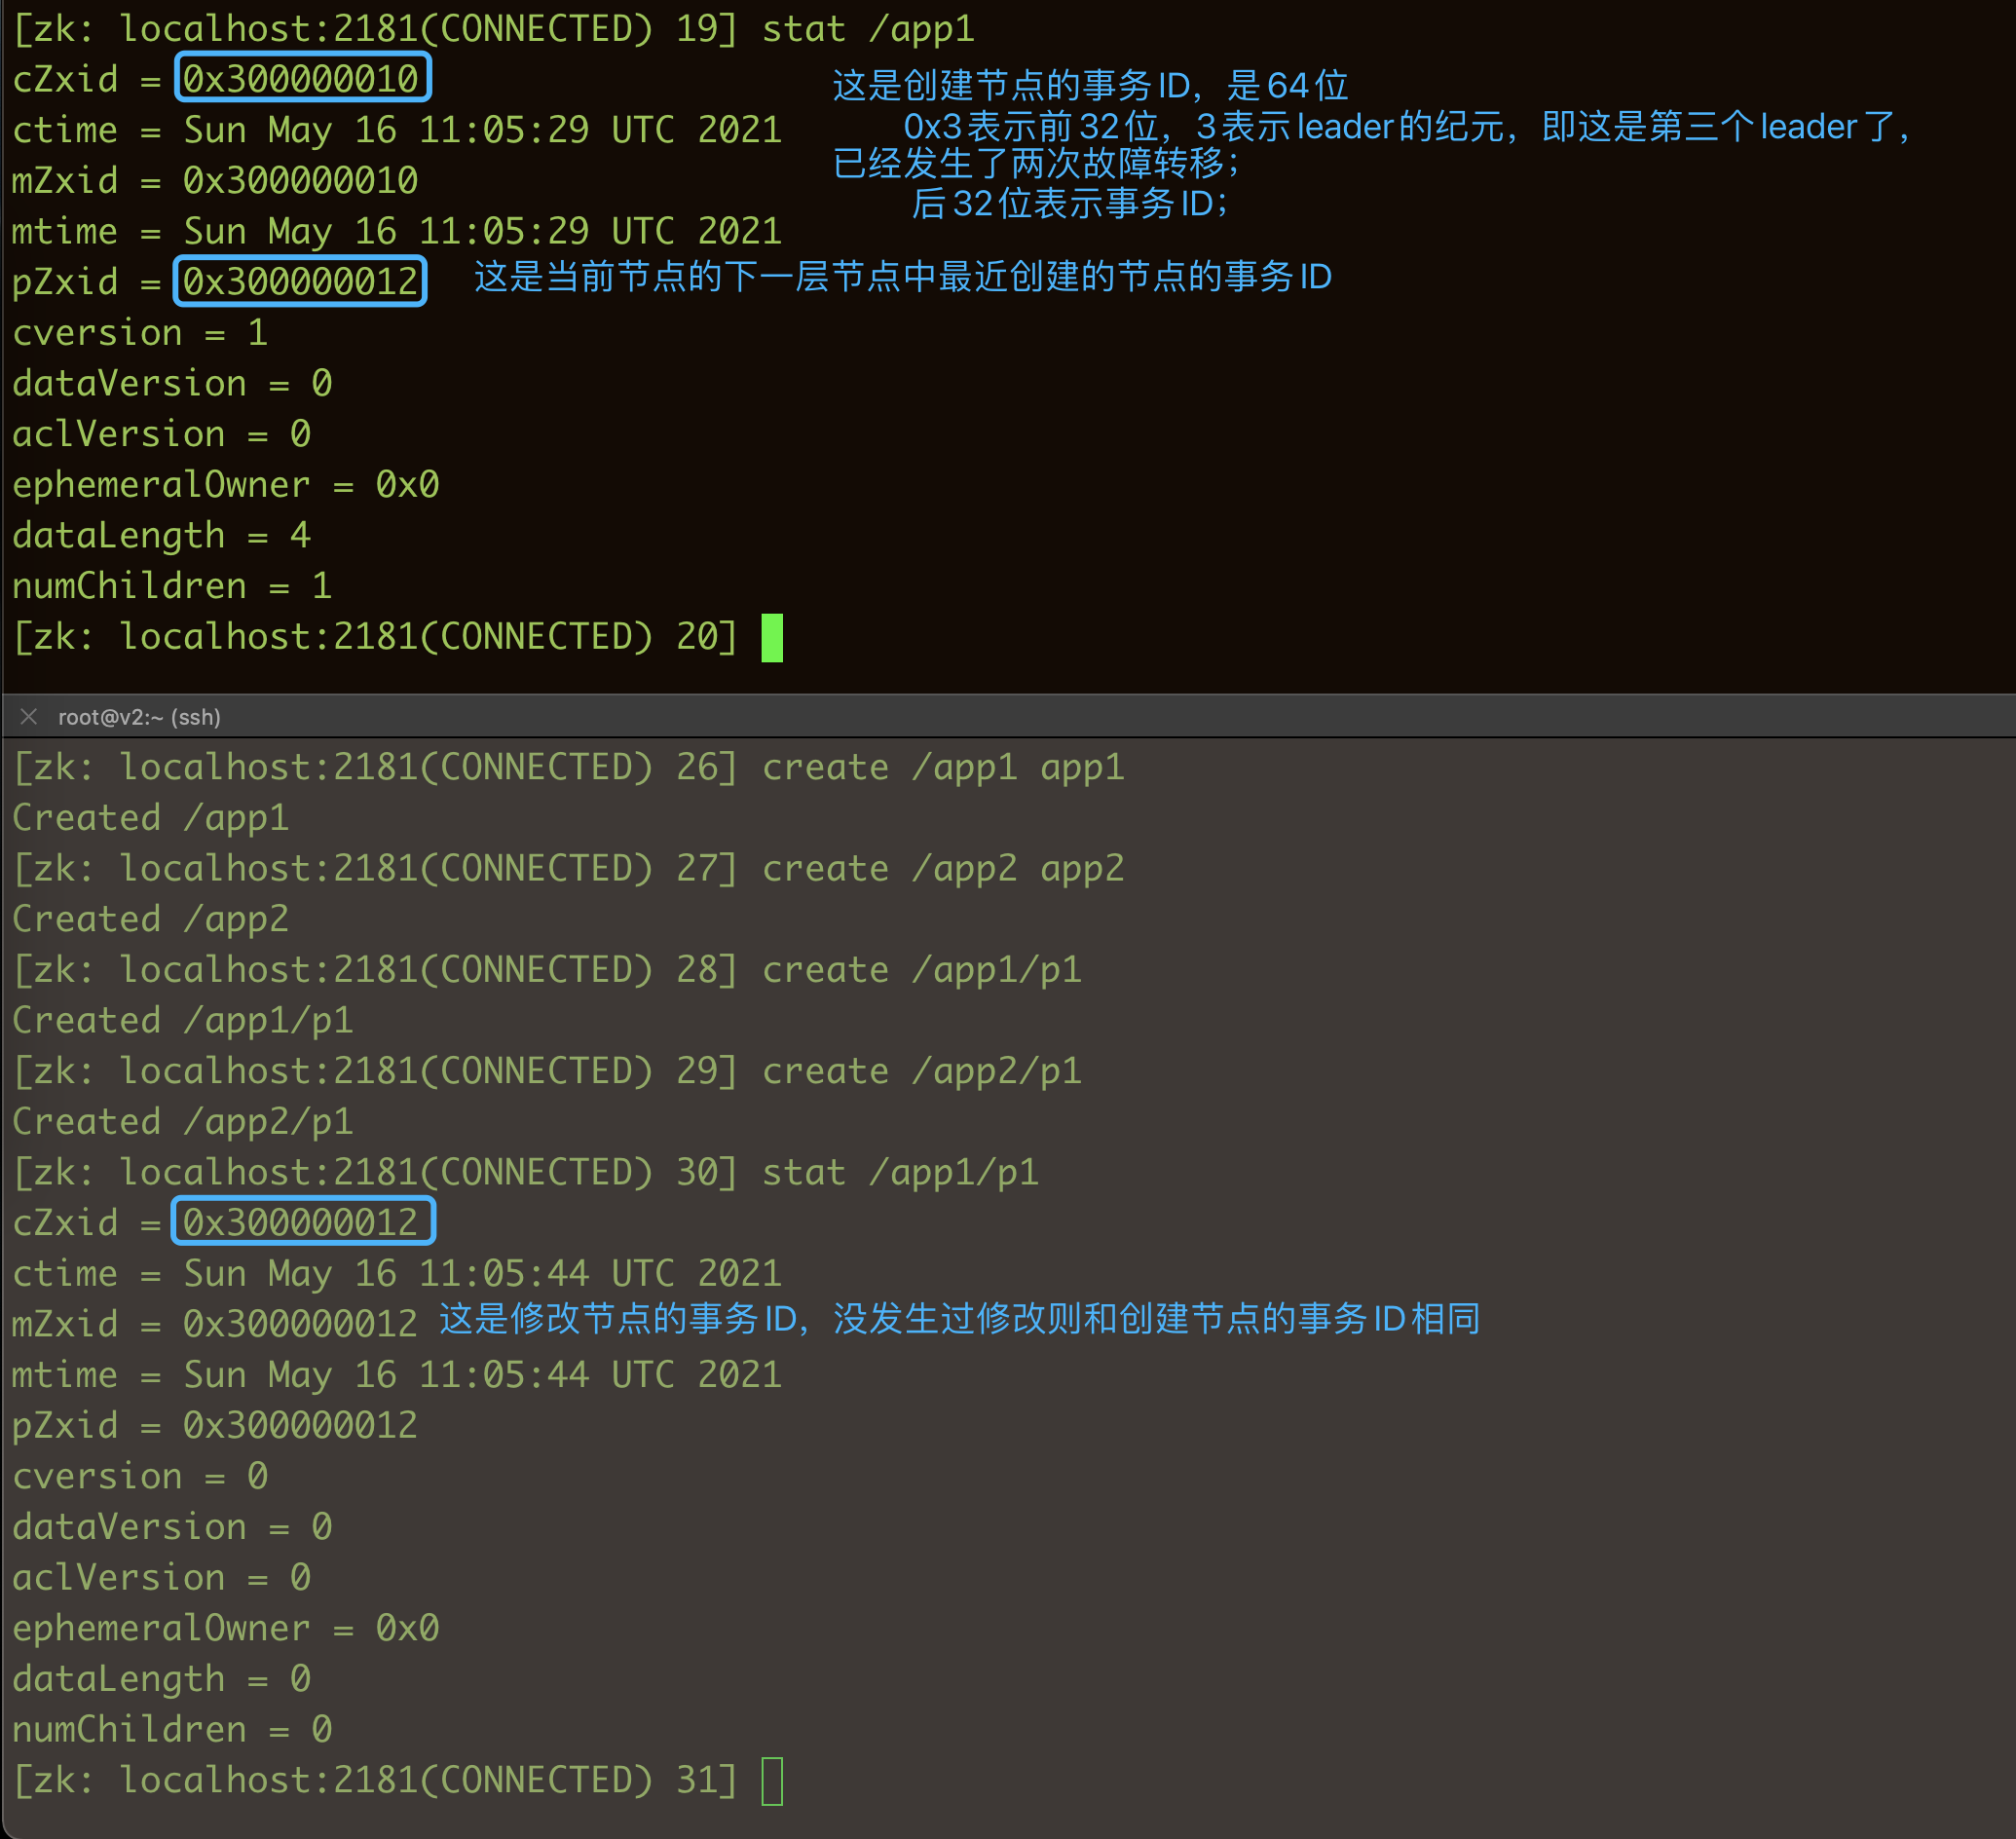 [zk: localhost:2181(CONNECTED) 19] stat /app1
cZxid = 0x300000010
这是创建节点的事务ID，是64位
ctime = Sun May 16 11:05:29 UTC 2021
0x3表示前32位，3表示leader的纪元，即这是第三个leader了，
已经发生了两次故障转移；
mZxid = 0x300000010
后32位表示事务ID；
mtime = Sun May 16 11:05:29 UTC 2021
pZxid = 0x300000012 这是当前节点的下一层节点中最近创建的节点的事务ID
cversion = 1
dataVersion = 0
aclVersion = 0
ephemeralOwner = 0x0
dataLength = 4
numChildren = 1
[zk: localhost:2181(CONNECTED) 20]
root@v2:~ (ssh)
[zk: localhost:2181(CONNECTED) 26] create /app1 app1
Created /app1
[zk: localhost:2181(CONNECTED) 27] create /app2 app2
Created /app2
[zk: localhost:2181(CONNECTED) 28] create /app1/p1
Created /app1/p1
[zk: localhost:2181(CONNECTED) 29] create /app2/p1
Created /app2/p1
[zk: localhost:2181(CONNECTED) 30] stat /app1/p1
cZxid = 0x300000012
ctime = Sun May 16 11:05:44 UTC 2021
mZxid = 0x300000012 这是修改节点的事务ID，没发生过修改则和创建节点的事务ID相同
mtime = Sun May 16 11:05:44 UTC 2021
pZxid = 0x300000012
cversion = 0
dataVersion = 0
aclVersion = 0
ephemeralOwner = 0x0
dataLength = 0
numChildren = 0
[zk: localhost:2181(CONNECTED) 31]